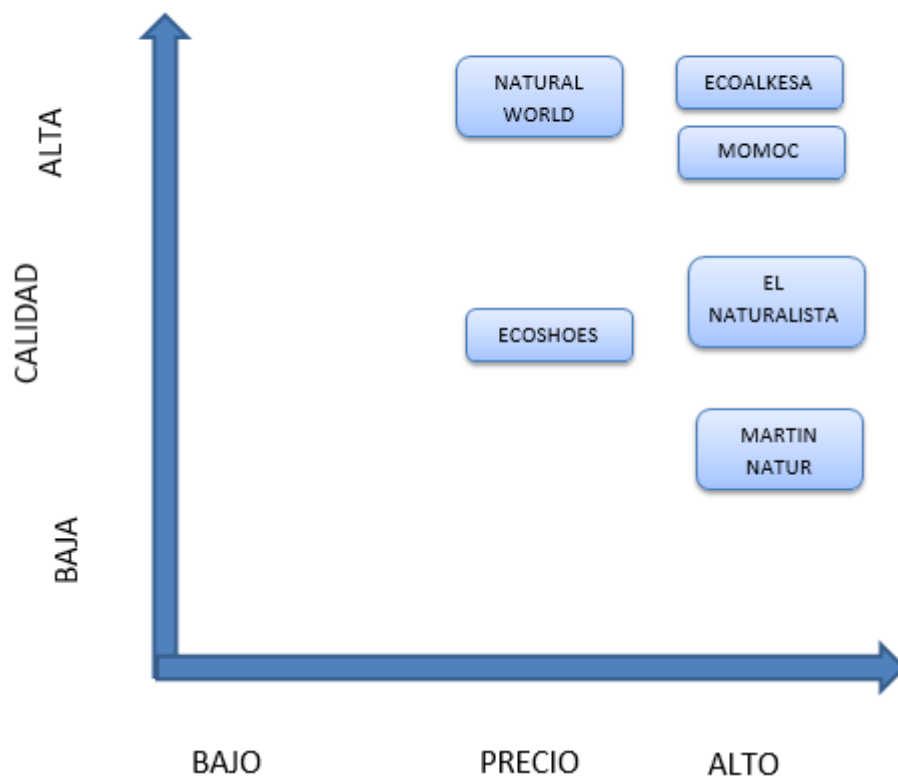 NATURAL
WORLD
ECOALKESA
MOMOC
ALTA
CALIDAD
EL
NATURALISTA
ECOSHOES
MARTIN
NATUR
BAJA
BAJO
PRECIO
ALTO